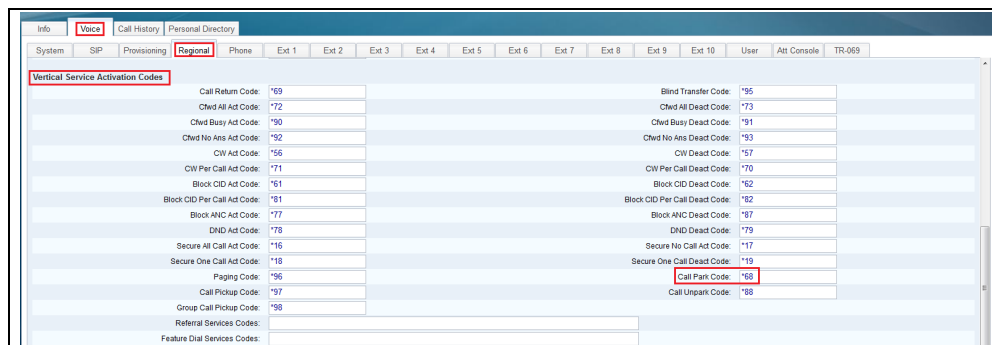 Info Voice Call History Personal Directory
System SIP Provisioning Regional Phone Ext 1 Ext 2 Ext 3 Ext 4 Ext 5 Ext 6 Ext 7 Ext 8 Ext 9 Ext 10 User Att Console TR-069
Vertical Service Activation Codes
Call Return Code: *69 Blind Transfer Code: *95
Cfwd All Act Code: *72 Cfwd All Deact Code: *73
Cfwd Busy Act Code: *90 Cfwd Busy Deact Code: *91
Cfwd No Ans Act Code: *92 Cfwd No Ans Deact Code: *93
CW Act Code: *56 CW Deact Code: *57
CW Per Call Act Code: *71 CW Per Call Deact Code: *70
Block CID Act Code: *61 Block CID Deact Code: *62
Block CID Per Call Act Code: *81 Block CID Per Call Deact Code: *82
Block ANC Act Code: *77 Block ANC Deact Code: *87
DND Act Code: *78 DND Deact Code: *79
Secure All Call Act Code: *16 Secure No Call Act Code: *17
Secure One Call Act Code: *18 Secure One Call Deact Code: *19
Paging Code: *96 Call Park Code: *68
Call Pickup Code: *97 Call Unpark Code: *88
Group Call Pickup Code: *98
Referral Services Codes:
Feature Dial Services Codes: